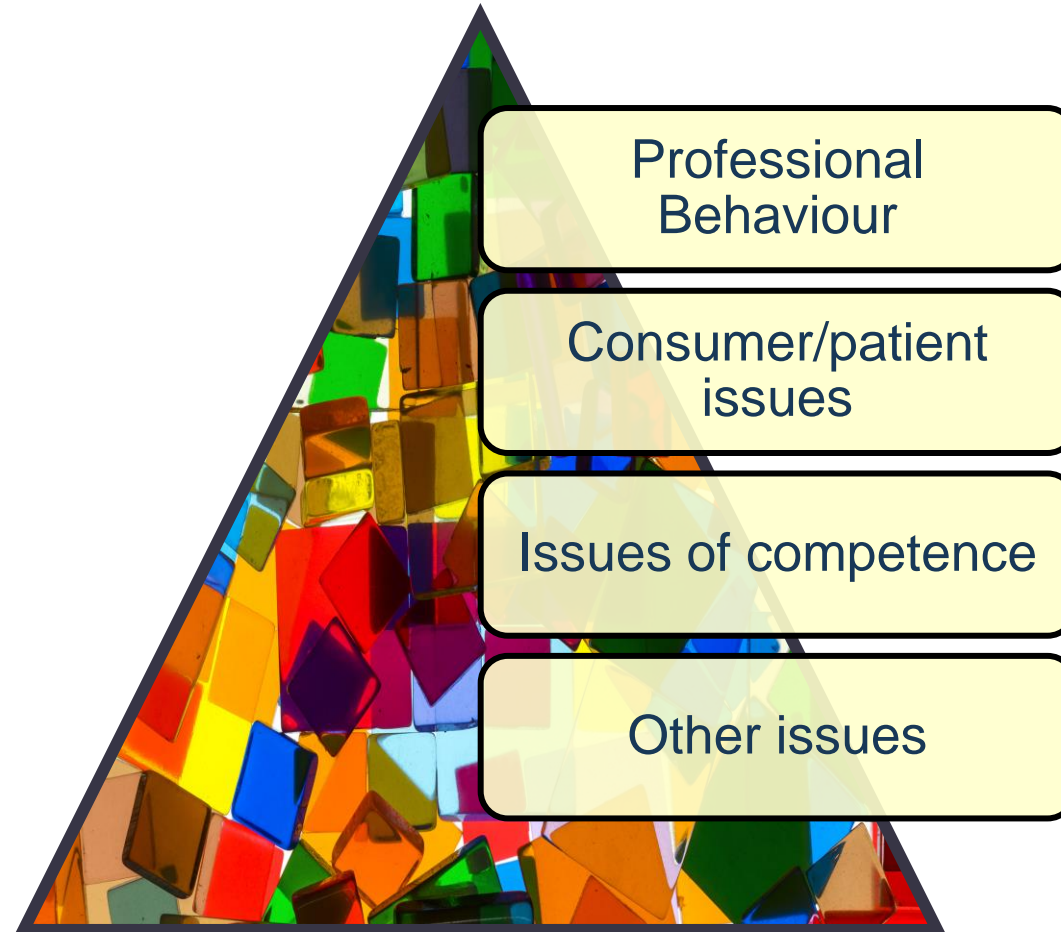 Professional
Behaviour
Consumer/patient
issues
Issues of competence
Other issues